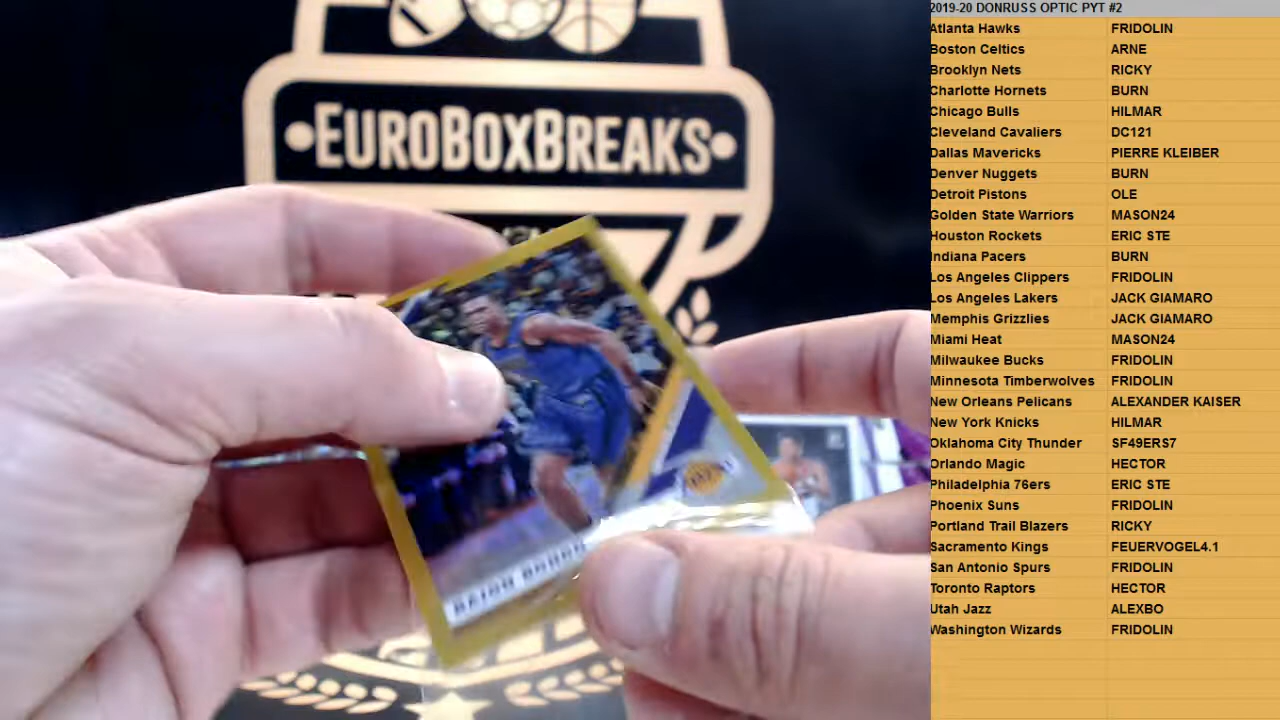 EUROBOXBREAKS
2019-20 DONRUSS OPTIC PYT #2
Atlanta Hawks FRIDOLIN
Boston Celtics ARNE
Brooklyn Nets RICKY
Charlotte Hornets BURN
Chicago Bulls HILMAR
Cleveland Cavaliers DC121
Dallas Mavericks PIERRE KLEIBER
Denver Nuggets BURN
Detroit Pistons OLE
Golden State Warriors MASON24
Houston Rockets ERIC STE
Indiana Pacers BURN
Los Angeles Clippers FRIDOLIN
Los Angeles Lakers JACK GIAMARO
Memphis Grizzlies JACK GIAMARO
Miami Heat MASON24
Milwaukee Bucks FRIDOLIN
Minnesota Timberwolves FRIDOLIN
New Orleans Pelicans ALEXANDER KAISER
New York Knicks HILMAR
Oklahoma City Thunder SF49ERS7
Orlando Magic HECTOR
Philadelphia 76ers ERIC STE
Phoenix Suns FRIDOLIN
Portland Trail Blazers RICKY
Sacramento Kings FEUERVOGEL4.1
San Antonio Spurs FRIDOLIN
Toronto Raptors HECTOR
Utah Jazz ALEXBO
Washington Wizards FRIDOLIN